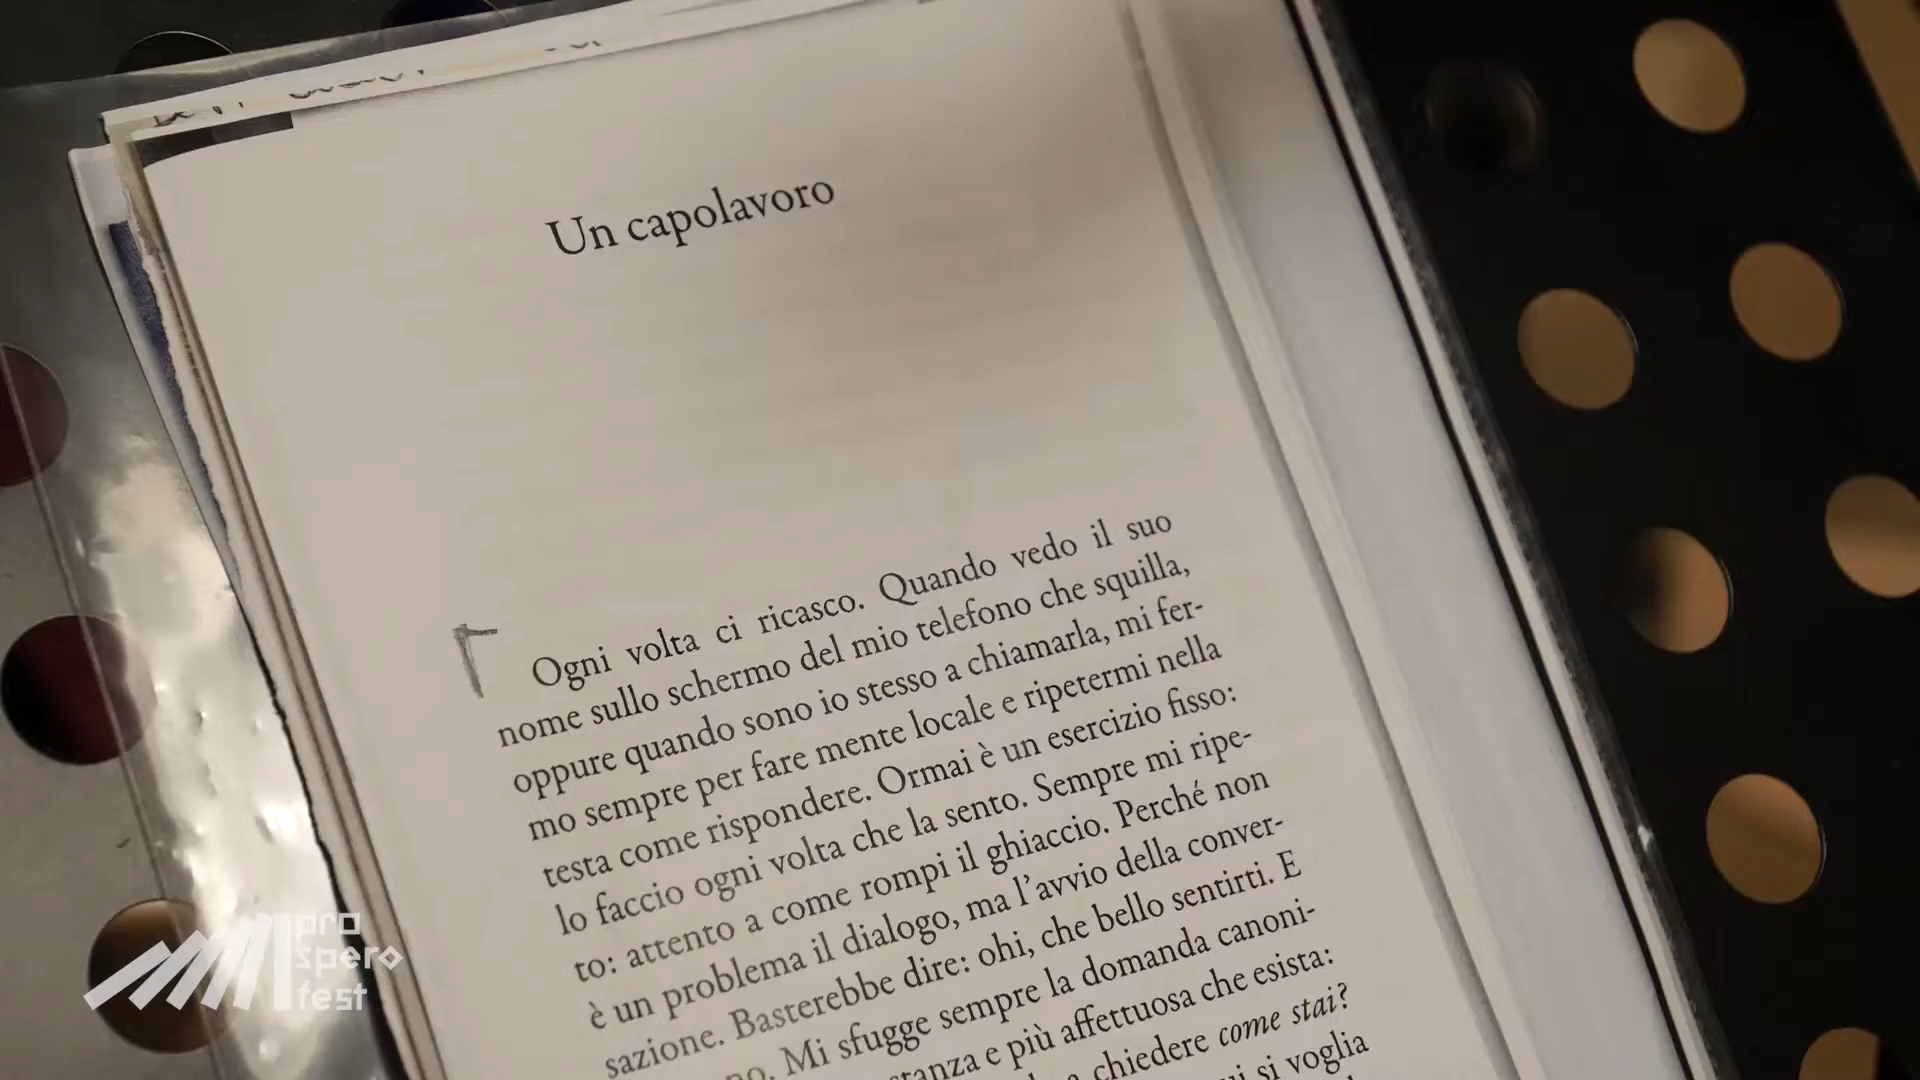 Un capolavoro
Ogni volta ci ricasco. Quando vedo il suo
nome sullo schermo del mio telefono che squilla,
oppure quando sono io stesso a chiamarla, mi fer-
mo sempre per fare mente locale e ripetermi nella
testa come rispondere. Ormai è un esercizio fisso:
lo faccio ogni volta che la sento. Sempre mi ripe-
to: attento a come rompi il ghiaccio. Perché non
è un problema il dialogo, ma l'avvio della conver-
sazione. Basterebbe dire: ohi, che bello sentirti. E
Mi sfugge sempre la domanda canoni-
e più affettuosa che esista:
chiedere come stai?
si voglia
pro
spero
fest